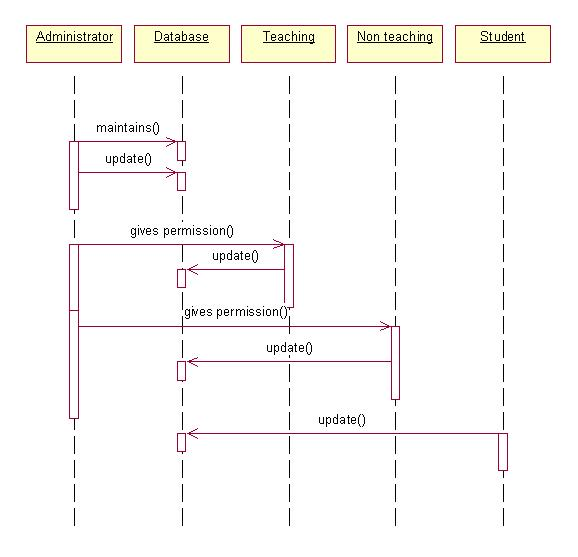 Administrator
Database
Teaching
Non teaching
Student
maintains()
update()
gives permission()
update()
gives permission()
update()
update()